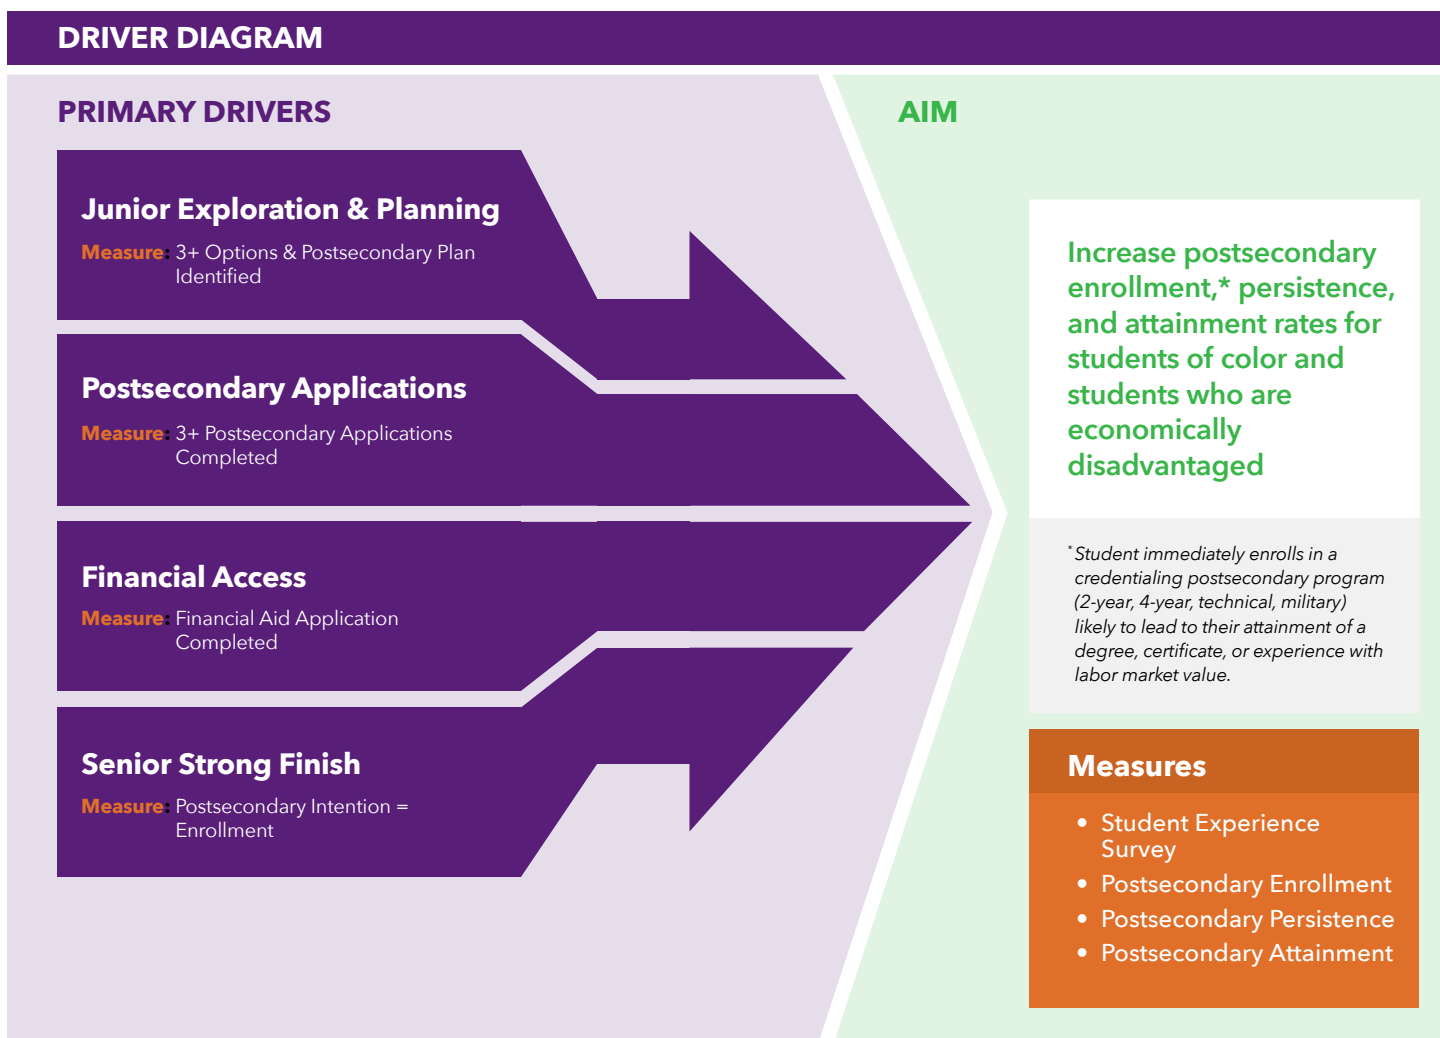 DRIVER DIAGRAM
PRIMARY DRIVERS
Junior Exploration & Planning
Measure: 3+ Options & Postsecondary Plan
Identified
Postsecondary Applications
Measure: 3+ Postsecondary Applications
Completed
Financial Access
Measure: Financial Aid Application
Completed
Senior Strong Finish
Measure: Postsecondary Intention =
Enrollment
AIM
Increase postsecondary
enrollment,* persistence,
and attainment rates for
students of color and
students who are
economically
disadvantaged
* Student immediately enrolls in a
credentialing postsecondary program
(2-year, 4-year, technical, military)
likely to lead to their attainment of a
degree, certificate, or experience with
labor market value.
Measures
• Student Experience
Survey
• Postsecondary Enrollment
• Postsecondary Persistence
• Postsecondary Attainment